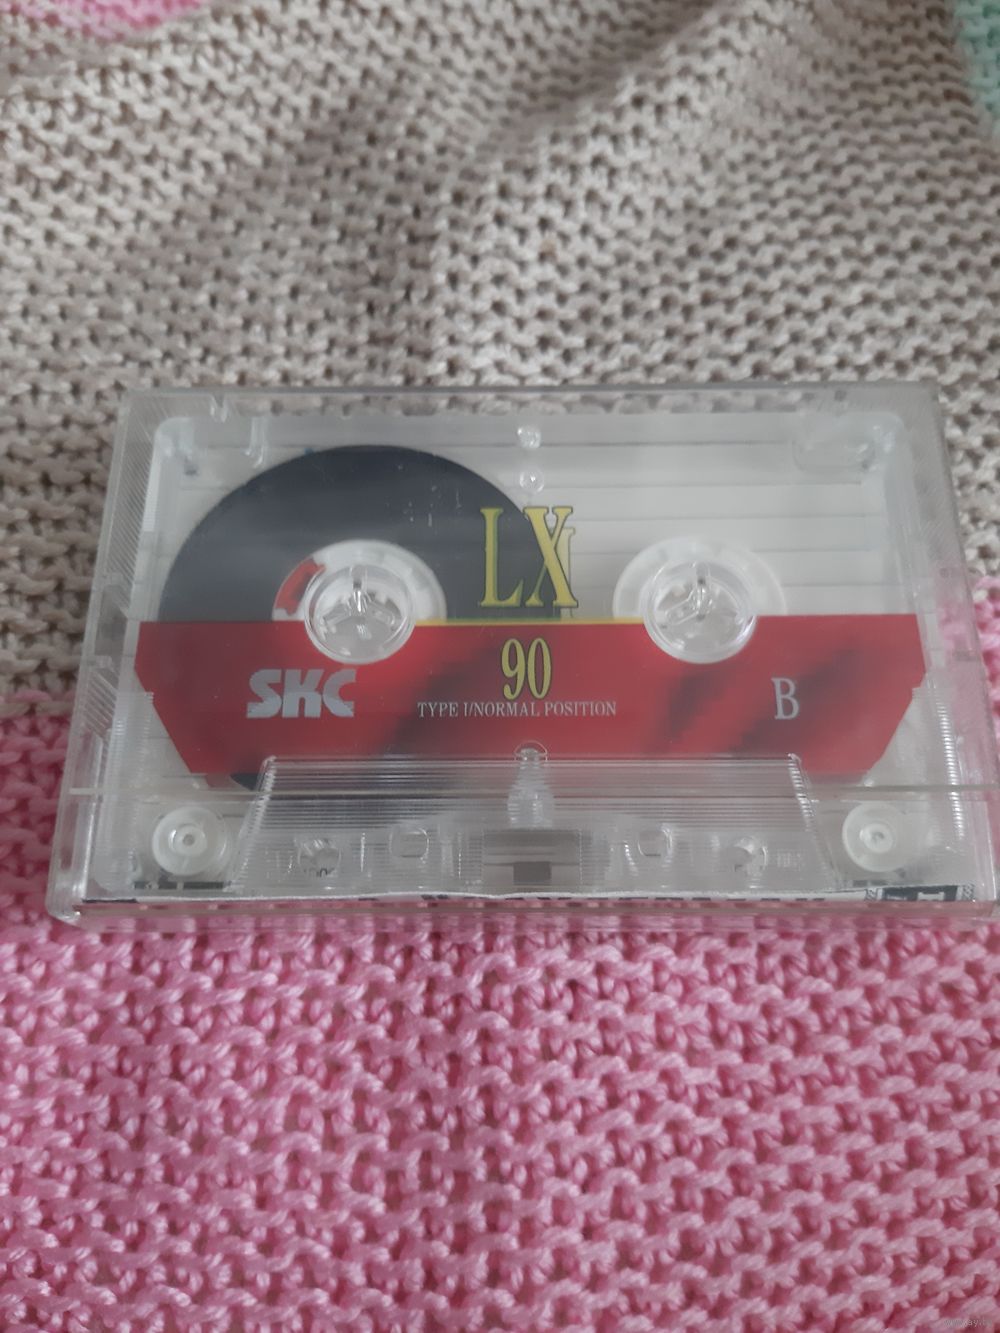 LX
90
SKC
TYPE I/NORMAL POSITION
B